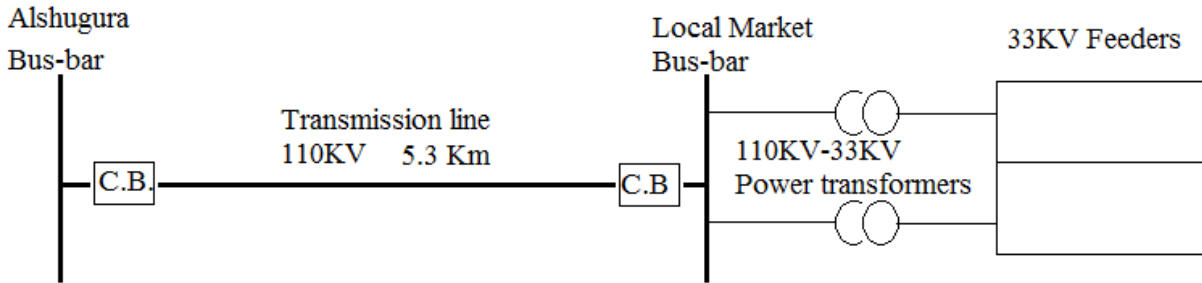 Alshugura
Bus-bar
C.B.
Transmission line
110KV 5.3 Km
C.B
Local Market
Bus-bar
110KV-33KV
Power transformers
33KV Feeders